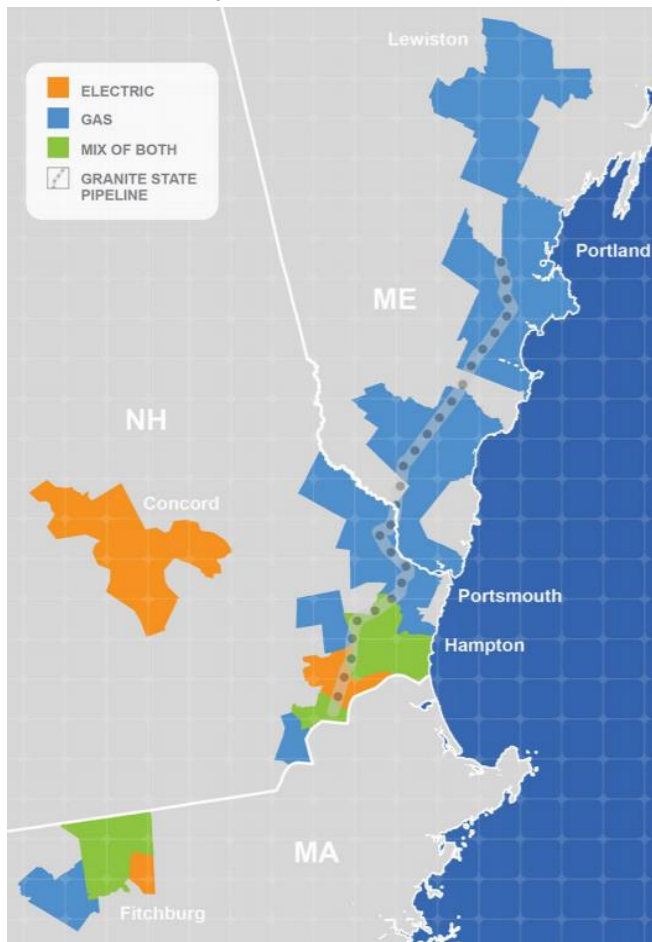 Lewiston
ELECTRIC
GAS
MIX OF BOTH
GRANITE STATE
PIPELINE
Portland
ME
NH
Concord
Portsmouth
Hampton
MA
Fitchburg